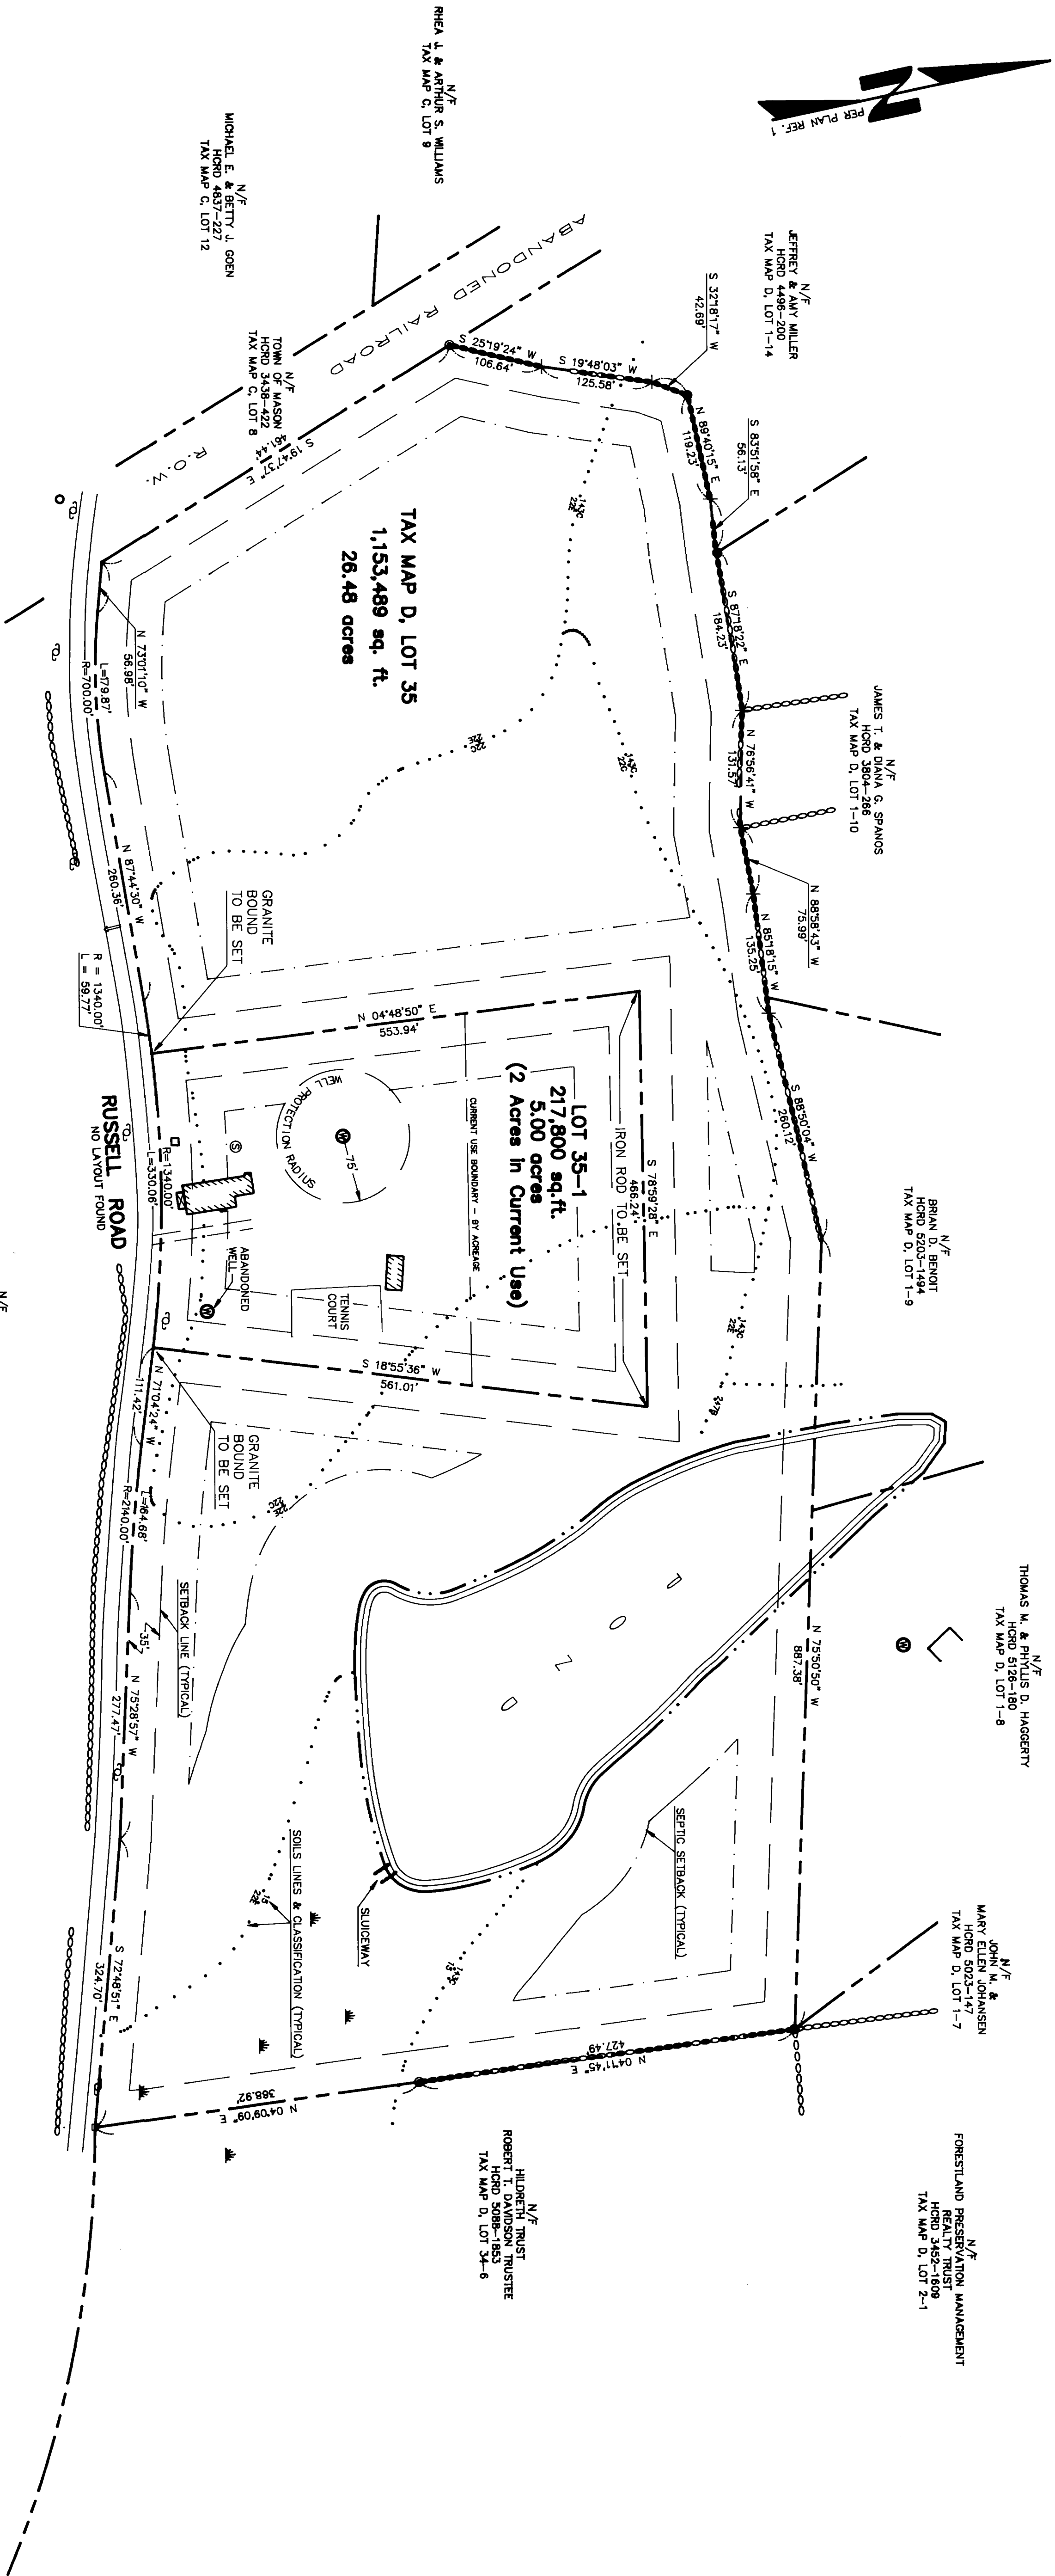 PER PLAN REF. 1
N/F
RHEA J. & ARTHUR S. WILLIAMS
TAX MAP C, LOT 9
N/F
MICHAEL E. & BETTY J. GOEN
HCRD 4837-227
TAX MAP C, LOT 12
N/F
JEFFREY & AMY MILLER
HCRD 4496-200
TAX MAP D, LOT 1-14
ABANDONED RAILROAD
R.O.W.
N/F
TOWN OF MASON
HCRD 3438-422
TAX MAP C, LOT 8
S 19°47'37" E
461.44'
S 25°19'24" W
106.64'
S 19°48'03" W
125.58'
S 32°18'17" W
42.69'
N 89°40'15" E
119.23'
S 83°51'58" E
56.13'
S 87°18'22" E
184.23'
N 76°56'41" W
131.57'
N 88°58'43" W
75.99'
N 85°18'15" W
135.25'
S 88°50'04" W
260.12'
N/F
JAMES T. & DIANA G. SPANOS
HCRD 3804-266
TAX MAP D, LOT 1-10
N/F
BRIAN D. BENOIT
HCRD 5203-1494
TAX MAP D, LOT 1-9
N/F
THOMAS M. & PHYLLIS D. HAGGERTY
HCRD 5126-180
TAX MAP D, LOT 1-8
W
N/F
JOHN M. &
MARY ELLEN JOHANSEN
HCRD 5023-147
TAX MAP D, LOT 1-7
N/F
FORESTLAND PRESERVATION MANAGEMENT
REALTY TRUST
HCRD 3452-1609
TAX MAP D, LOT 2-1
N/F
HILDRETH TRUST
ROBERT T. DAVIDSON TRUSTEE
HCRD 5088-1853
TAX MAP D, LOT 34-6
TAX MAP D, LOT 35
1,153,489 sq. ft.
26.48 acres
N 73°01'10" W
56.98'
L=179.87'
R=700.00'
N 87°44'30" W
260.36'
GRANITE
BOUND
TO BE SET
R = 1340.00'
L = 59.77'
RUSSELL ROAD
NO LAYOUT FOUND
R=1340.00'
L=330.06'
N 04°48'50" E
553.94'
S 78°59'28" E
466.24'
IRON ROD TO BE SET
LOT 35-1
217,800 sq.ft.
5.00 acres
(2 Acres in Current Use)
CURRENT USE BOUNDARY - BY ACREAGE
WELL PROTECTION RADIUS
W
75'
S
ABANDONED
WELL
W
TENNIS
COURT
S 18°55'36" W
561.01'
N 71°04'24" W
111.42'
GRANITE
BOUND
TO BE SET
L=164.68'
R=2140.00'
SETBACK LINE (TYPICAL)
35'
N 75°28'57" W
277.47'
S 72°48'51" E
324.70'
N 75°50'50" W
887.38'
POND
SEPTIC SETBACK (TYPICAL)
SLUICEWAY
SOILS LINES & CLASSIFICATION (TYPICAL)
N 04°11'45" E
427.49'
N 04°09'09" E
368.92'
143C
22C
143C
22E
N/F